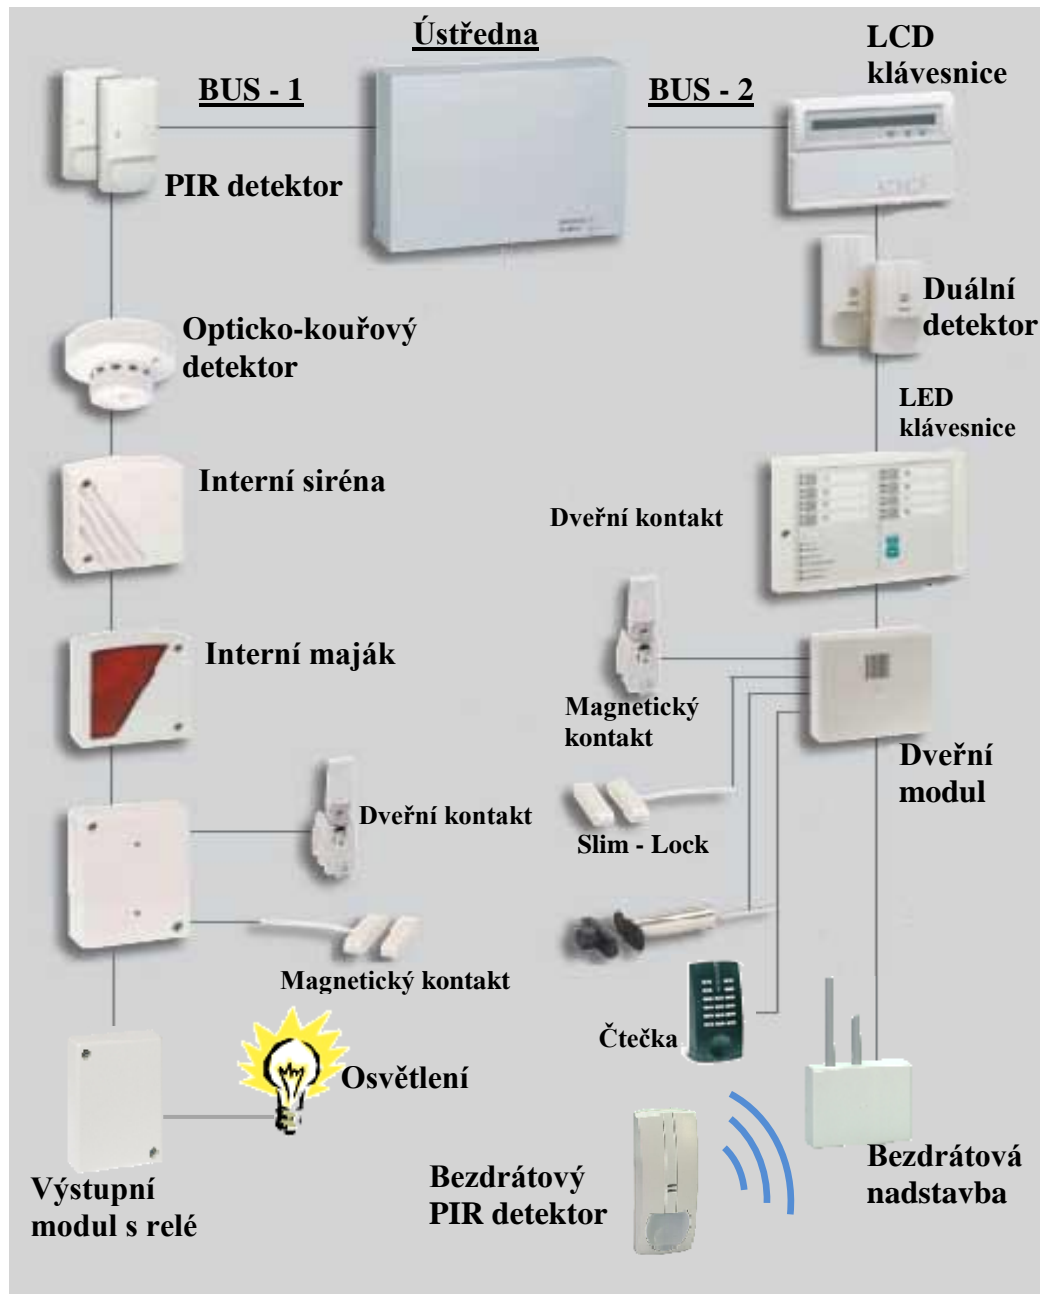 Ústředna
LCD
klávesnice
BUS - 1
BUS - 2
PIR detektor
Duální
detektor
Opticko-kouřový
detektor
LED
klávesnice
Interní siréna
Dveřní kontakt
Interní maják
Magnetický
kontakt
Dveřní
modul
Dveřní kontakt
Slim - Lock
Magnetický kontakt
Čtečka
Osvětlení
Bezdrátová
nadstavba
Bezdrátový
PIR detektor
Výstupní
modul s relé